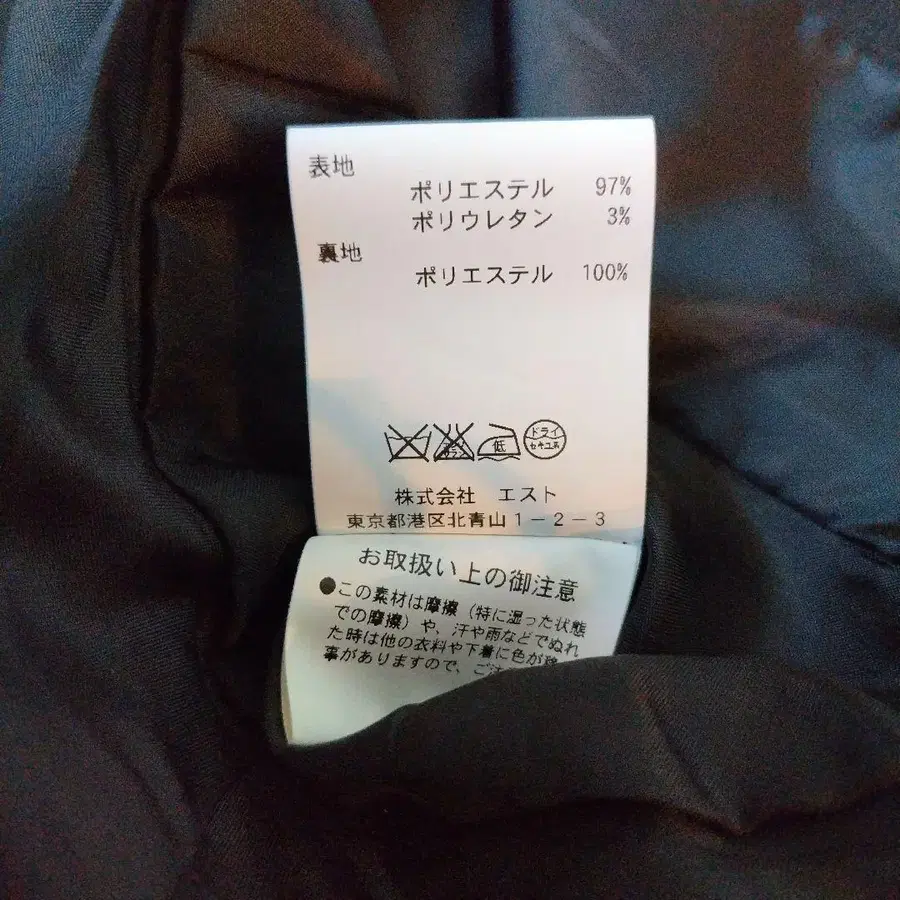 表地
ポリエステル 97%
ポリウレタン 3%
裏地
ポリエステル 100%
低
ドライ
セキユ系
株式会社 エスト
東京都港区北青山1-2-3
お取扱い上の御注意
●この素材は摩擦(特に湿った状態
での摩擦)や、汗や雨などでぬれ
た時は他の衣料や下着に色が移
事がありますので、ご注